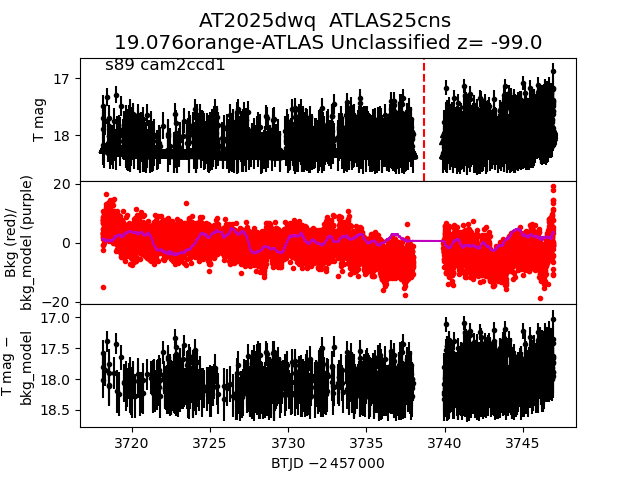 AT2025dwq  ATLAS25cns
19.076orange-ATLAS Unclassified z= -99.0
s89 cam2ccd1
T mag
17
18
Bkg (red)/
bkg_model (purple)
20
0
−20
T mag −
bkg_model
17.0
17.5
18.0
18.5
3720
3725
3730
3735
3740
3745
BTJD −2 457 000